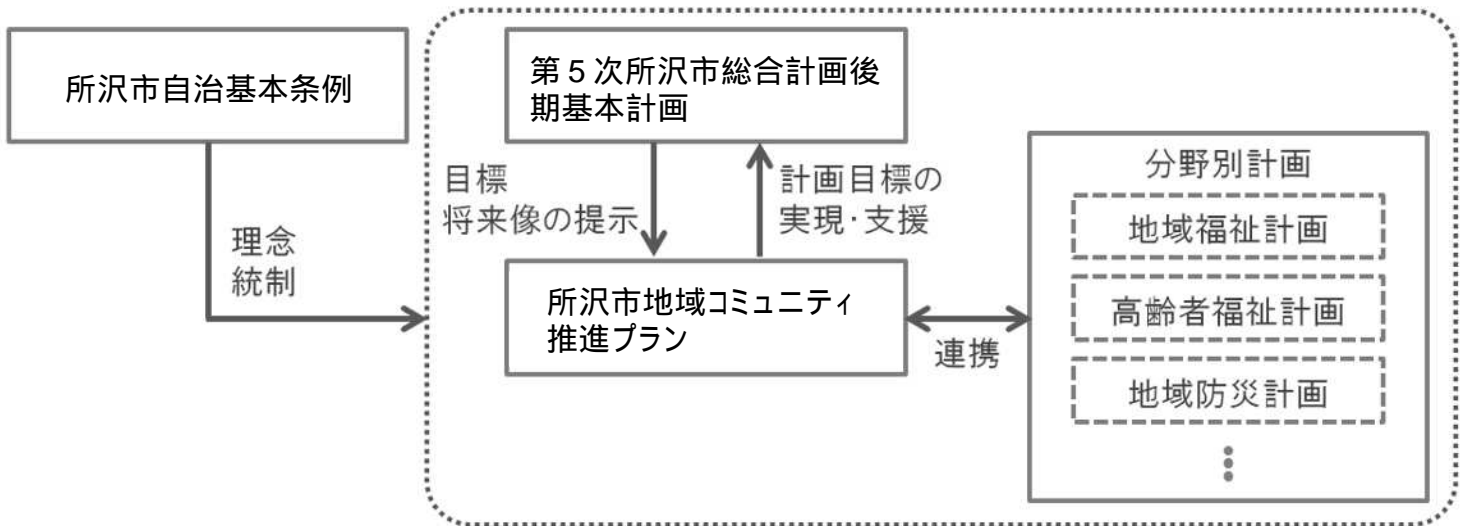 所沢市自治基本条例
第５次所沢市総合計画後
期基本計画
理念
統制
目標
将来像の提示
計画目標の
実現・支援
所沢市地域コミュニティ
推進プラン
連携
分野別計画
地域福祉計画
高齢者福祉計画
地域防災計画